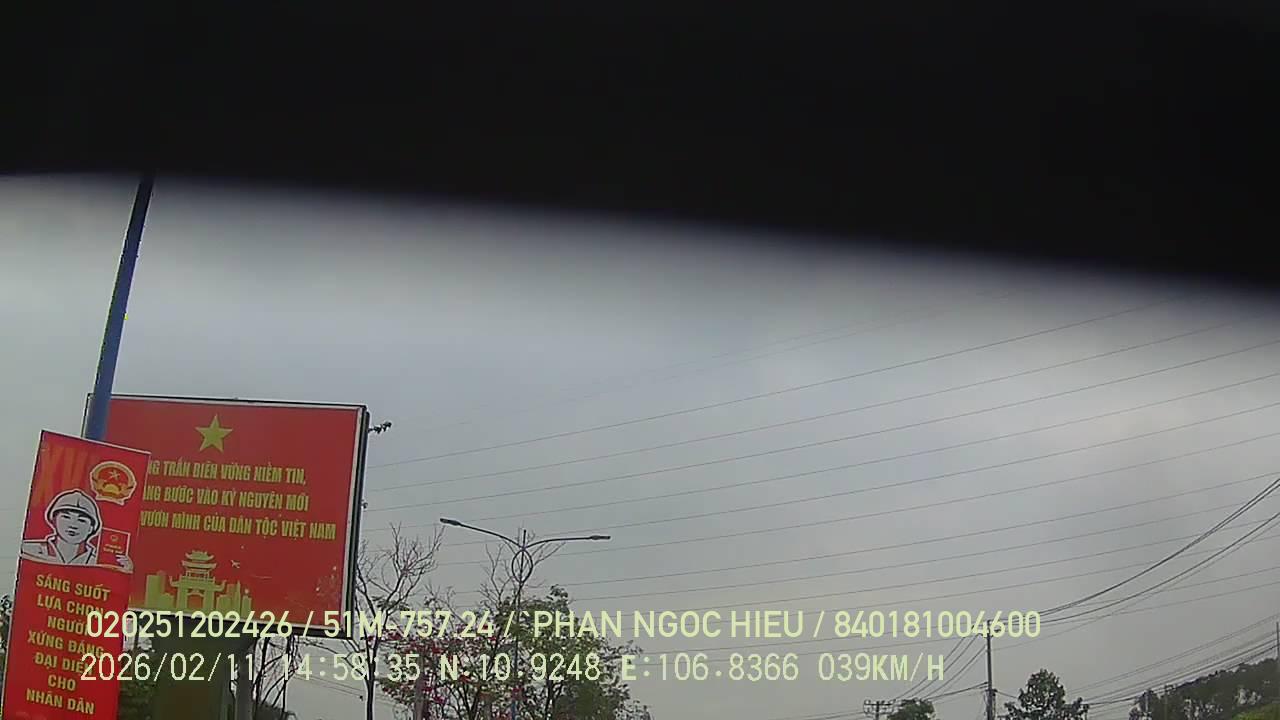 TRẤN BIÊN VỮNG NIỀM TIN,
BƯỚC VÀO KỶ NGUYÊN MỚI
VƯƠN MÌNH CỦA DÂN TỘC VIỆT NAM
XV
SÁNG SUỐT
LỰA CHỌN
NGƯỜI
XỨNG ĐÁNG
ĐẠI DIỆN
CHO
NHÂN DÂN
020251202426 / 51M-757.24 / `PHAN NGOC HIEU / 840181004600
2026/02/11 14:58:35 N:10.9248 E:106.8366 039KM/H